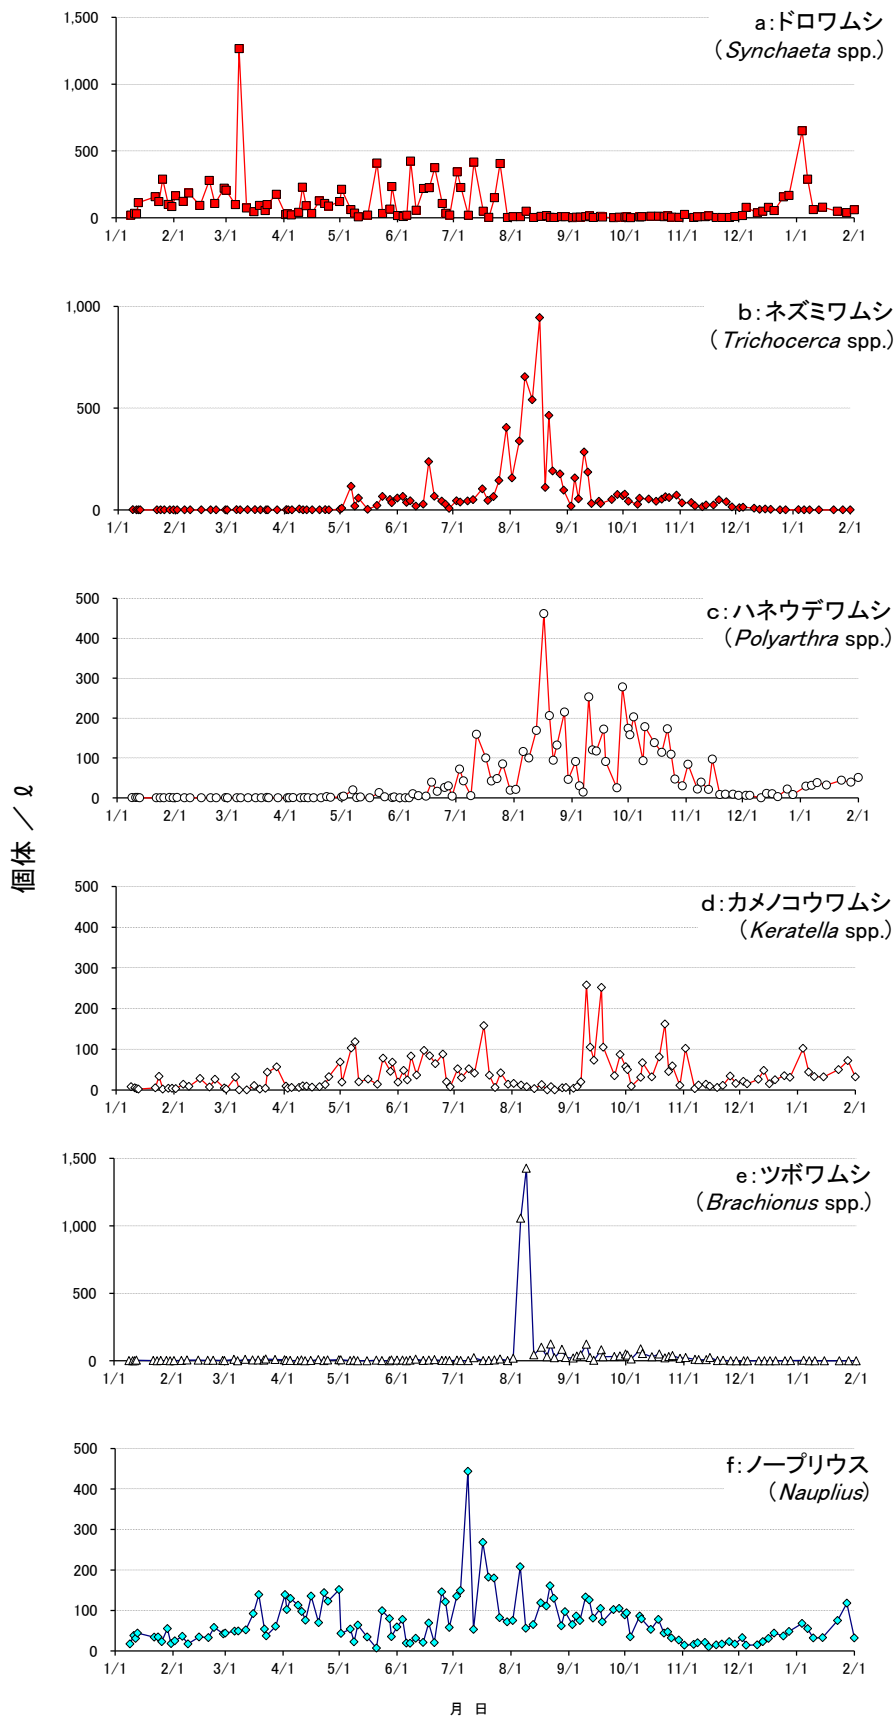 a:ドロワムシ
(Synchaeta spp.)
1,500
1,000
500
0
1/1 2/1 3/1 4/1 5/1 6/1 7/1 8/1 9/1 10/1 11/1 12/1 1/1 2/1
b:ネズミワムシ
(Trichocerca spp.)
1,000
500
0
1/1 2/1 3/1 4/1 5/1 6/1 7/1 8/1 9/1 10/1 11/1 12/1 1/1 2/1
c:ハネウデワムシ
(Polyarthra spp.)
500
400
300
200
100
0
1/1 2/1 3/1 4/1 5/1 6/1 7/1 8/1 9/1 10/1 11/1 12/1 1/1 2/1
個体/ℓ
d:カメノコウワムシ
(Keratella spp.)
500
400
300
200
100
0
1/1 2/1 3/1 4/1 5/1 6/1 7/1 8/1 9/1 10/1 11/1 12/1 1/1 2/1
e:ツボワムシ
(Brachionus spp.)
1,500
1,000
500
0
1/1 2/1 3/1 4/1 5/1 6/1 7/1 8/1 9/1 10/1 11/1 12/1 1/1 2/1
f:ノープリウス
(Nauplius)
500
400
300
200
100
0
1/1 2/1 3/1 4/1 5/1 6/1 7/1 8/1 9/1 10/1 11/1 12/1 1/1 2/1
月 日